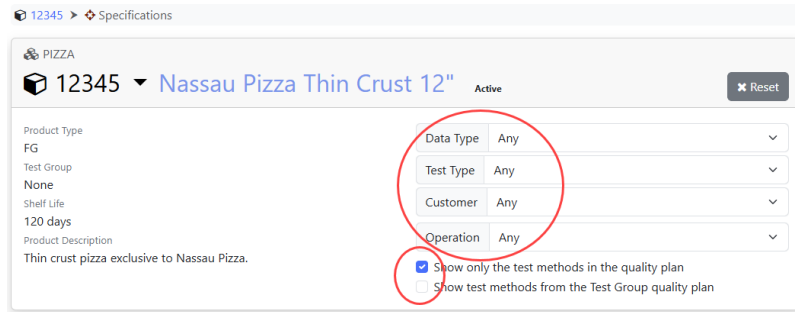 12345 > Specifications
PIZZA
12345 Nassau Pizza Thin Crust 12" Active
Reset
Product Type
FG
Test Group
None
Shelf Life
120 days
Product Description
Thin crust pizza exclusive to Nassau Pizza.
Data Type Any
Test Type Any
Customer Any
Operation Any
Show only the test methods in the quality plan
Show test methods from the Test Group quality plan